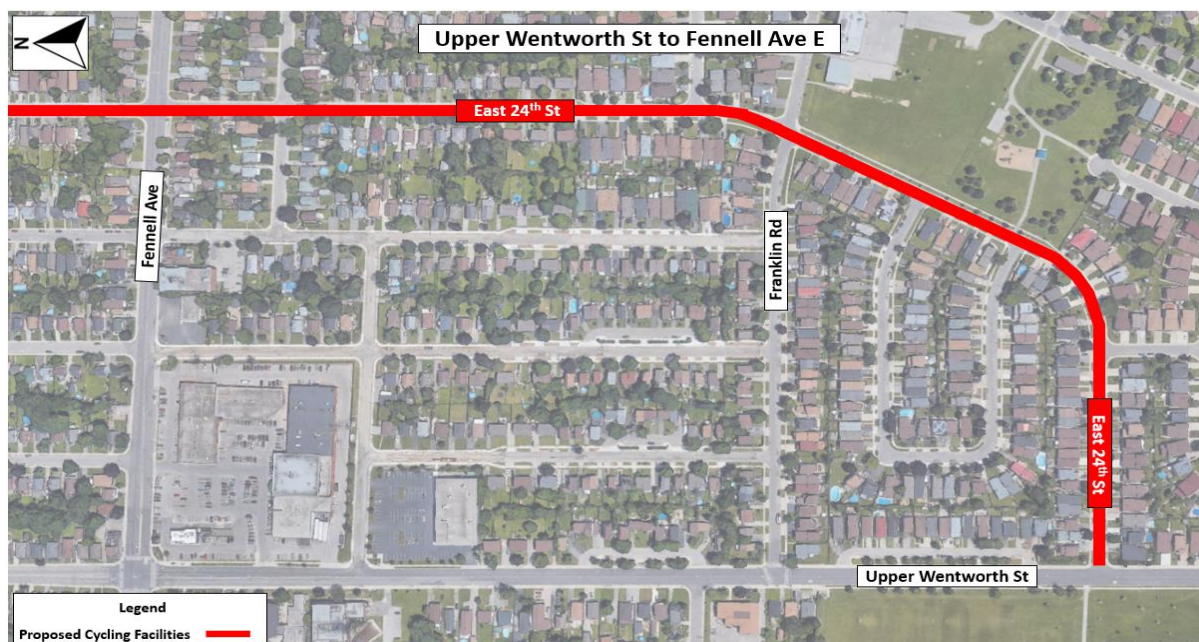 N
Upper Wentworth St to Fennell Ave E
East 24th St
Fennell Ave
Franklin Rd
East 24th St
Upper Wentworth St
Legend
Proposed Cycling Facilities